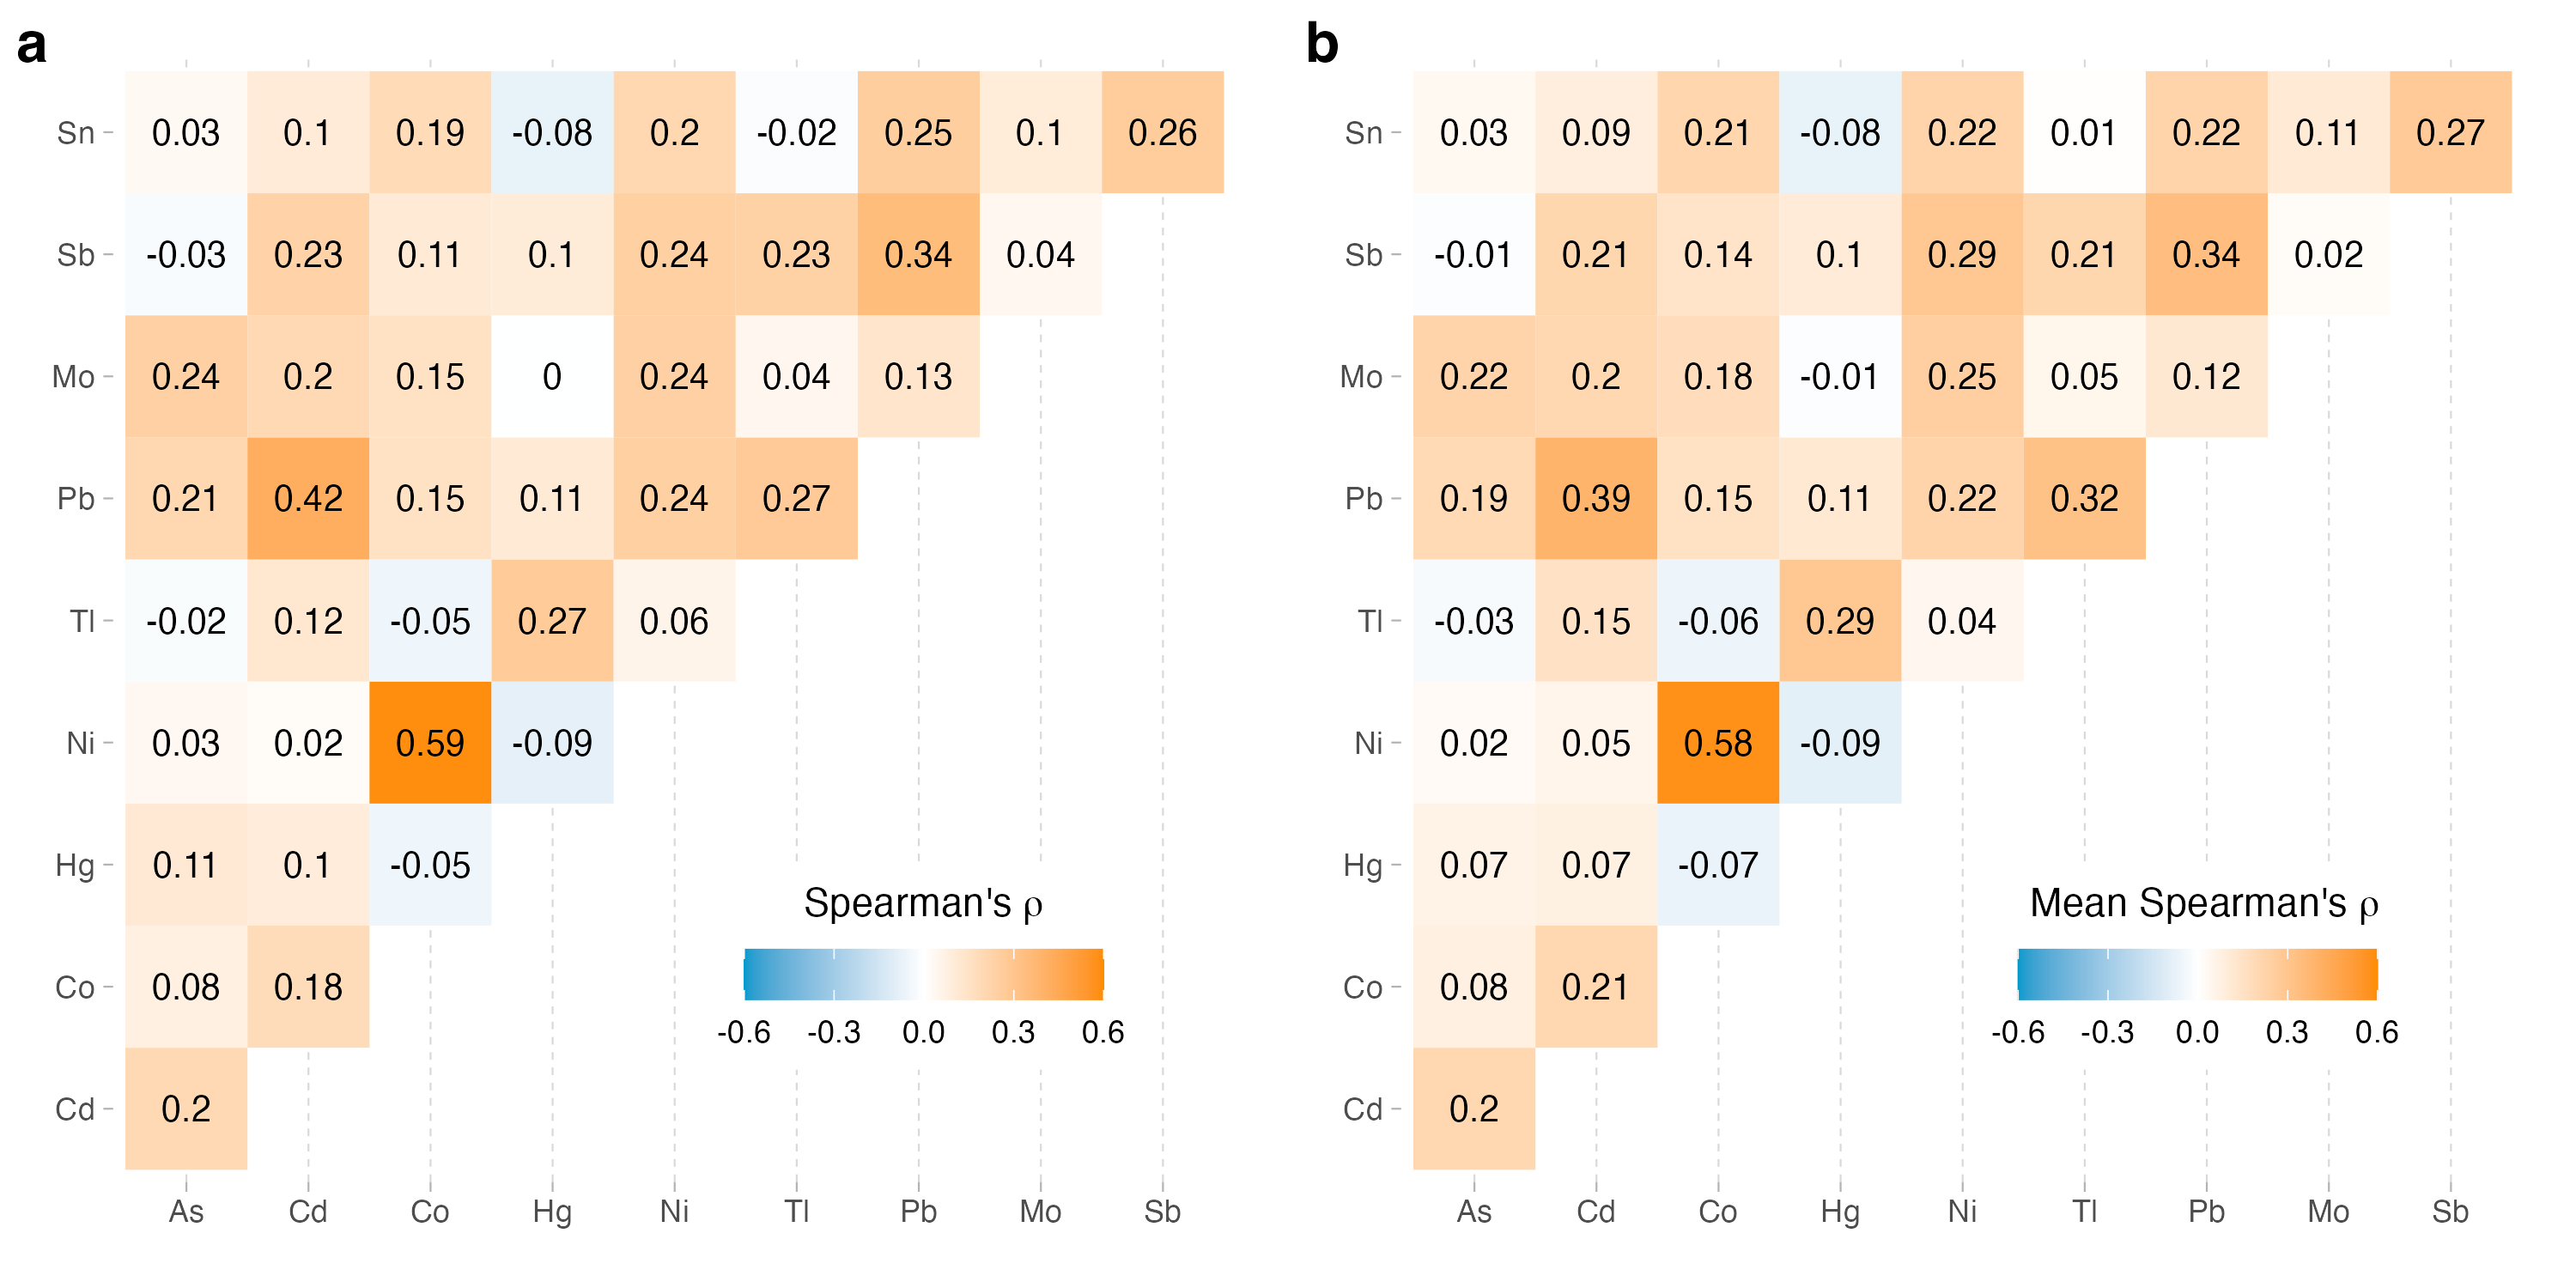 a
Sn 0.03 0.1 0.19 -0.08 0.2 -0.02 0.25 0.1 0.26
Sb -0.03 0.23 0.11 0.1 0.24 0.23 0.34 0.04
Mo 0.24 0.2 0.15 0 0.24 0.04 0.13
Pb 0.21 0.42 0.15 0.11 0.24 0.27
Tl -0.02 0.12 -0.05 0.27 0.06
Ni 0.03 0.02 0.59 -0.09
Hg 0.11 0.1 -0.05
Co 0.08 0.18
Cd 0.2
As Cd Co Hg Ni Tl Pb Mo Sb
Spearman's ρ
-0.6 -0.3 0.0 0.3 0.6
b
Sn 0.03 0.09 0.21 -0.08 0.22 0.01 0.22 0.11 0.27
Sb -0.01 0.21 0.14 0.1 0.29 0.21 0.34 0.02
Mo 0.22 0.2 0.18 -0.01 0.25 0.05 0.12
Pb 0.19 0.39 0.15 0.11 0.22 0.32
Tl -0.03 0.15 -0.06 0.29 0.04
Ni 0.02 0.05 0.58 -0.09
Hg 0.07 0.07 -0.07
Co 0.08 0.21
Cd 0.2
As Cd Co Hg Ni Tl Pb Mo Sb
Mean Spearman's ρ
-0.6 -0.3 0.0 0.3 0.6